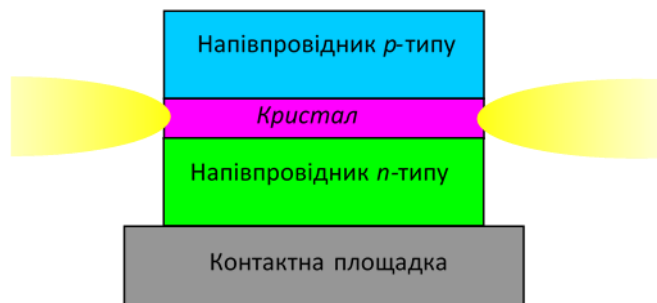 Напівпровідник p-типу
Кристал
Напівпровідник n-типу
Контактна площадка